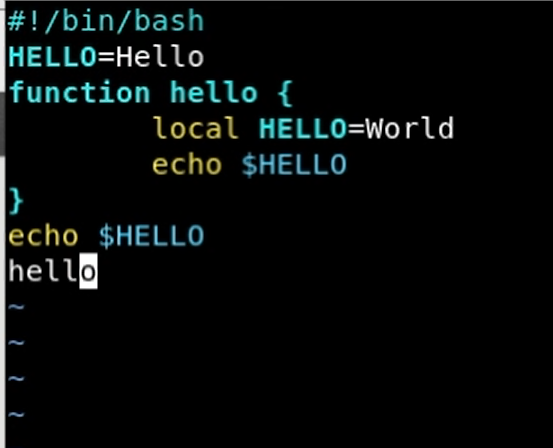 #!/bin/bash
HELLO=Hello
function hello {
        local HELLO=World
        echo $HELLO
}
echo $HELLO
hello
~
~
~
~